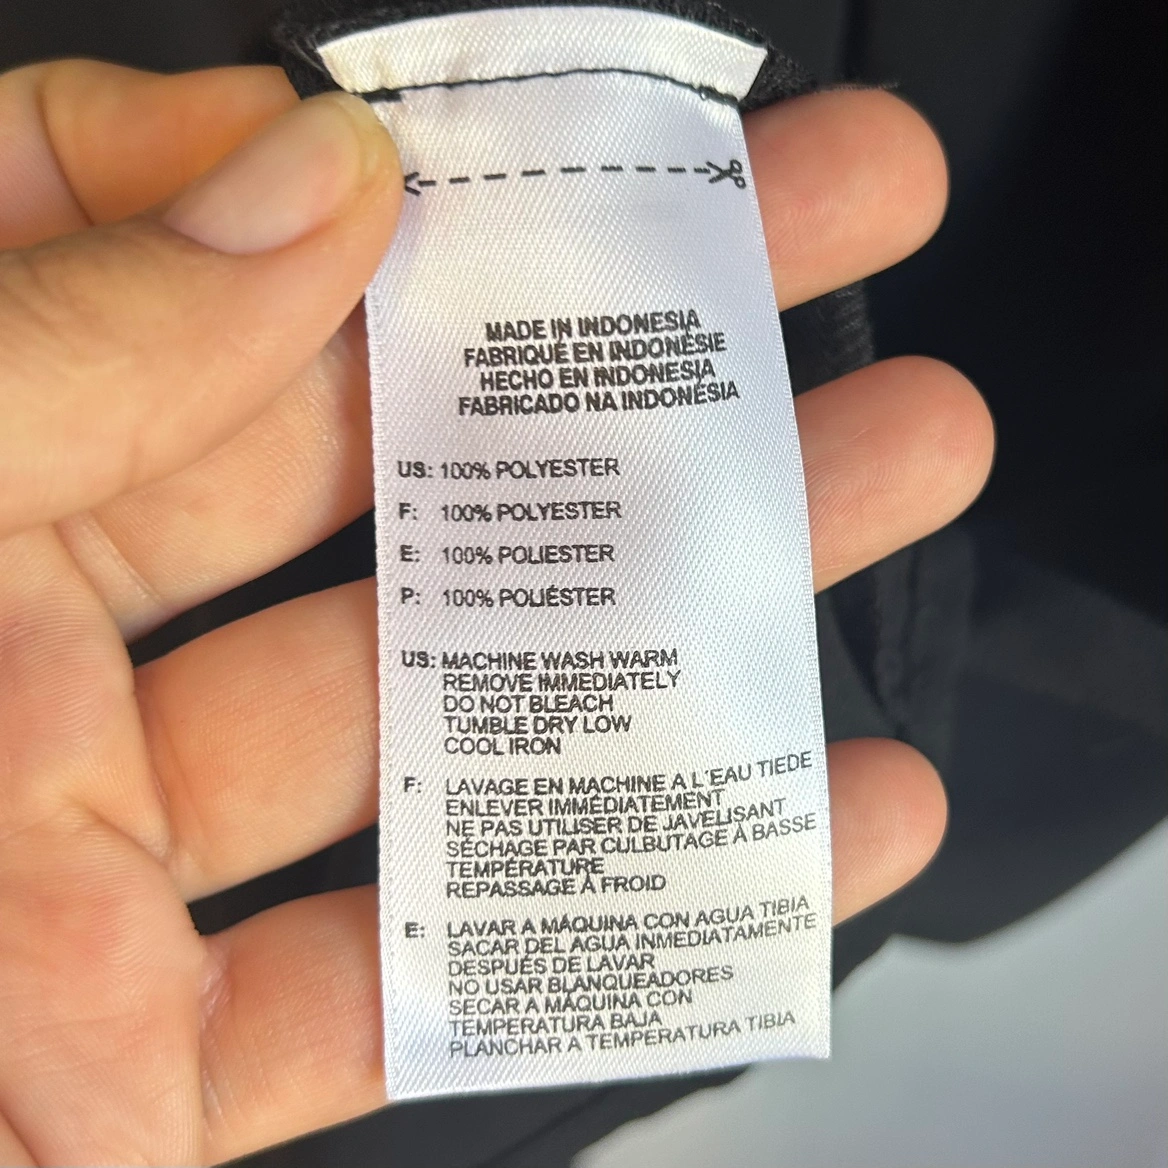 MADE IN INDONESIA
FABRIQUÉ EN INDONÉSIE
HECHO EN INDONESIA
FABRICADO NA INDONÉSIA
US: 100% POLYESTER
F: 100% POLYESTER
E: 100% POLIESTER
P: 100% POLIÉSTER
US: MACHINE WASH WARM
REMOVE IMMEDIATELY
DO NOT BLEACH
TUMBLE DRY LOW
COOL IRON
F: LAVAGE EN MACHINE A L'EAU TIEDE
ENLEVER IMMÉDIATEMENT
NE PAS UTILISER DE JAVELISANT
SÉCHAGE PAR CULBUTAGE À BASSE
TEMPÉRATURE
REPASSAGE À FROID
E: LAVAR A MÁQUINA CON AGUA TIBIA
SACAR DEL AGUA INMEDIATAMENTE
DESPUÉS DE LAVAR
NO USAR BLANQUEADORES
SECAR A MÁQUINA CON
TEMPERATURA BAJA
PLANCHAR A TEMPERATURA TIBIA